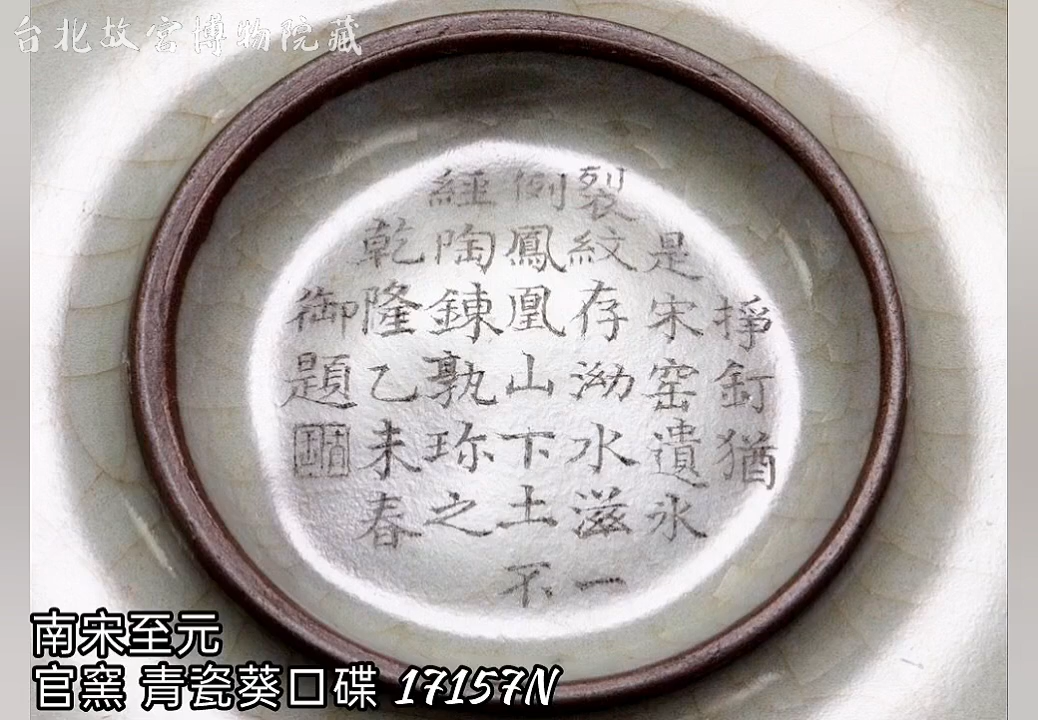 台北故宮博物院藏
掙釘猶
是宋窑遺氷
裂紋存泑水滋一
例鳳凰山下土不
經陶鍊孰珎之
乾隆乙未春
御題
南宋至元
官窯 青瓷葵口碟 17157N